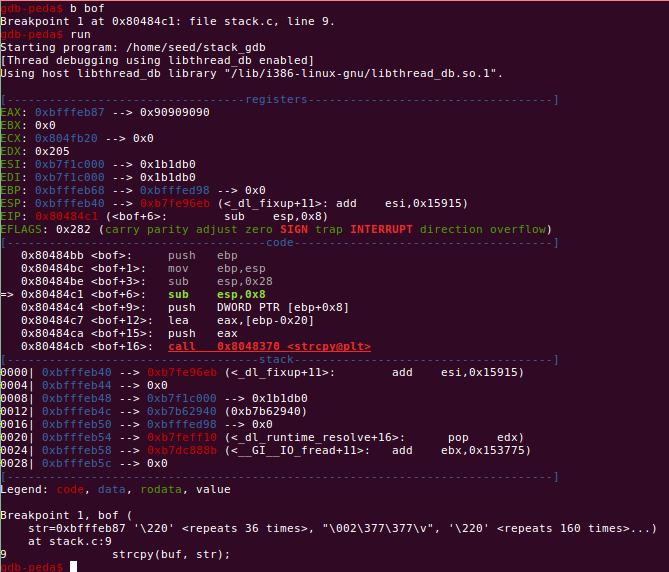 gdb-peda$ b bof
Breakpoint 1 at 0x80484c1: file stack.c, line 9.
gdb-peda$ run
Starting program: /home/seed/stack_gdb
[Thread debugging using libthread_db enabled]
Using host libthread_db library "/lib/i386-linux-gnu/libthread_db.so.1".
[----------------------------------registers-----------------------------------]
EAX: 0xbfffeb87 --> 0x90909090
EBX: 0x0
ECX: 0x804fb20 --> 0x0
EDX: 0x205
ESI: 0xb7f1c000 --> 0x1b1db0
EDI: 0xb7f1c000 --> 0x1b1db0
EBP: 0xbfffeb68 --> 0xbfffed98 --> 0x0
ESP: 0xbfffeb40 --> 0xb7fe96eb (<_dl_fixup+11>: add    esi,0x15915)
EIP: 0x80484c1 (<bof+6>:        sub    esp,0x8)
EFLAGS: 0x282 (carry parity adjust zero SIGN trap INTERRUPT direction overflow)
[-------------------------------------code-------------------------------------]
   0x80484bb <bof>:     push   ebp
   0x80484bc <bof+1>:   mov    ebp,esp
   0x80484be <bof+3>:   sub    esp,0x28
=> 0x80484c1 <bof+6>:   sub    esp,0x8
   0x80484c4 <bof+9>:   push   DWORD PTR [ebp+0x8]
   0x80484c7 <bof+12>:  lea    eax,[ebp-0x20]
   0x80484ca <bof+15>:  push   eax
   0x80484cb <bof+16>:  call   0x8048370 <strcpy@plt>
[------------------------------------stack-------------------------------------]
0000| 0xbfffeb40 --> 0xb7fe96eb (<_dl_fixup+11>:        add    esi,0x15915)
0004| 0xbfffeb44 --> 0x0
0008| 0xbfffeb48 --> 0xb7f1c000 --> 0x1b1db0
0012| 0xbfffeb4c --> 0xb7b62940 (0xb7b62940)
0016| 0xbfffeb50 --> 0xbfffed98 --> 0x0
0020| 0xbfffeb54 --> 0xb7feff10 (<_dl_runtime_resolve+16>:      pop    edx)
0024| 0xbfffeb58 --> 0xb7dc888b (<__GI__IO_fread+11>:   add    ebx,0x153775)
0028| 0xbfffeb5c --> 0x0
[------------------------------------------------------------------------------]
Legend: code, data, rodata, value
Breakpoint 1, bof (
    str=0xbfffeb87 '\220' <repeats 36 times>, "\002\377\377\v", '\220' <repeats 160 times>...)
    at stack.c:9
9               strcpy(buf, str);
gdb-peda$